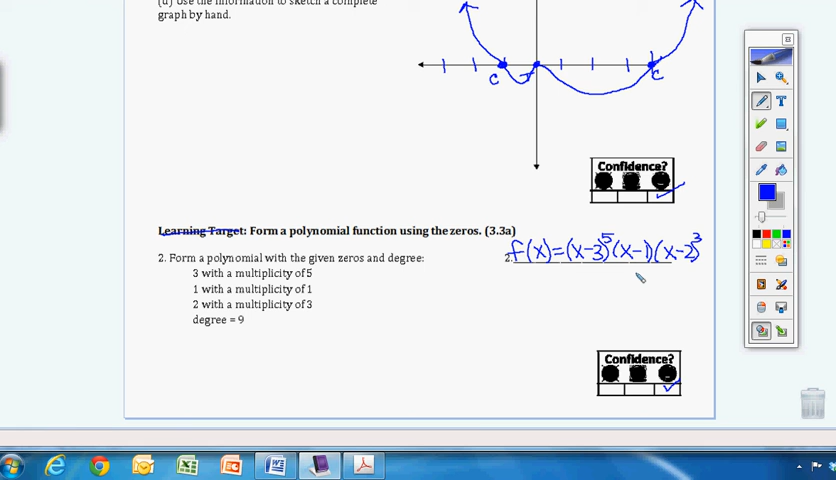 (d) Use the information to sketch a complete
graph by hand.
C
T
C
Confidence?
Learning Target: Form a polynomial function using the zeros. (3.3a)
2. Form a polynomial with the given zeros and degree:
3 with a multiplicity of 5
1 with a multiplicity of 1
2 with a multiplicity of 3
degree = 9
2. f(x)=(x-3)⁵(x-1)(x-2)³
Confidence?